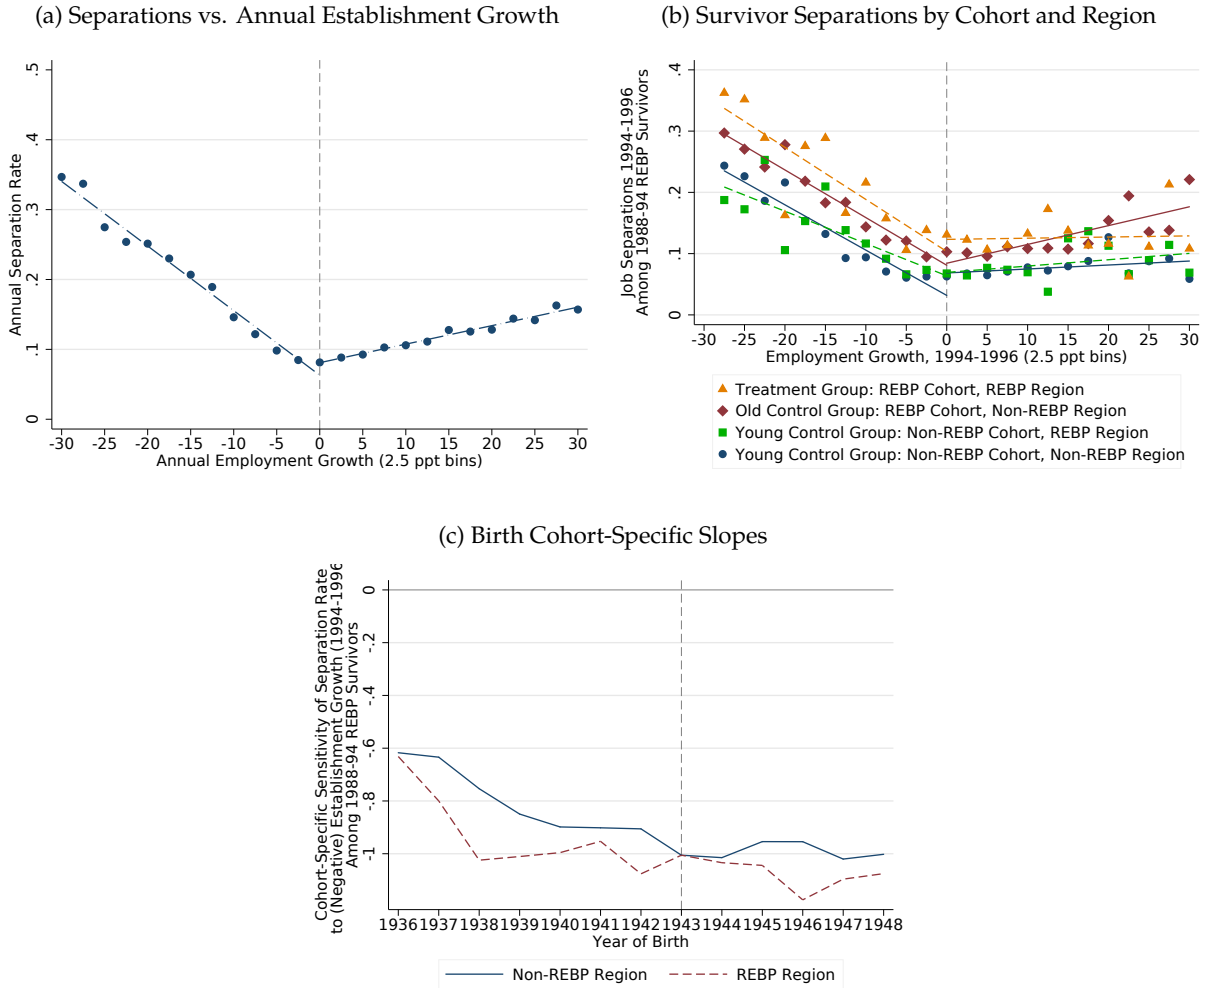 (a) Separations vs. Annual Establishment Growth
Annual Separation Rate
.5
.4
.3
.2
.1
0
-30 -25 -20 -15 -10 -5 0 5 10 15 20 25 30
Annual Employment Growth (2.5 ppt bins)
(b) Survivor Separations by Cohort and Region
Job Separations 1994-1996
Among 1988-94 REBP Survivors
.4
.3
.2
.1
0
-30 -25 -20 -15 -10 -5 0 5 10 15 20 25 30
Employment Growth, 1994-1996 (2.5 ppt bins)
Treatment Group: REBP Cohort, REBP Region
Old Control Group: REBP Cohort, Non-REBP Region
Young Control Group: Non-REBP Cohort, REBP Region
Young Control Group: Non-REBP Cohort, Non-REBP Region
(c) Birth Cohort-Specific Slopes
Cohort-Specific Sensitivity of Separation Rate
to (Negative) Establishment Growth (1994-1996
Among 1988-94 REBP Survivors
0
-.2
-.4
-.6
-.8
-1
1936 1937 1938 1939 1940 1941 1942 1943 1944 1945 1946 1947 1948
Year of Birth
Non-REBP Region
REBP Region